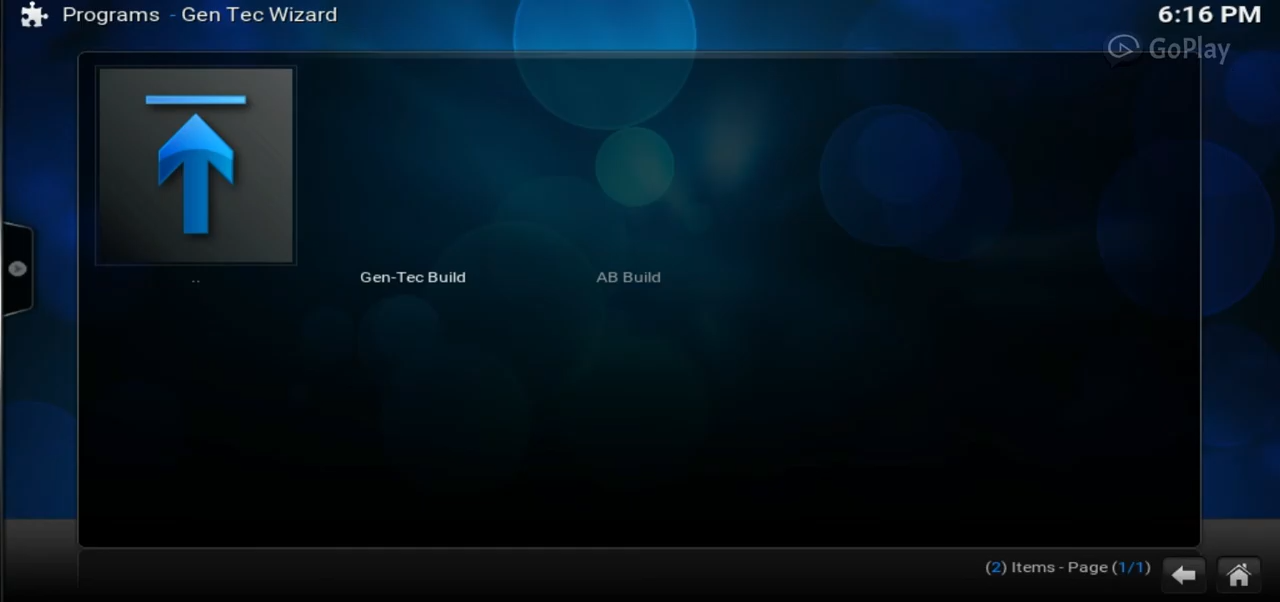 Programs - Gen Tec Wizard
6:16 PM
GoPlay
..
Gen-Tec Build
AB Build
(2) Items - Page (1/1)